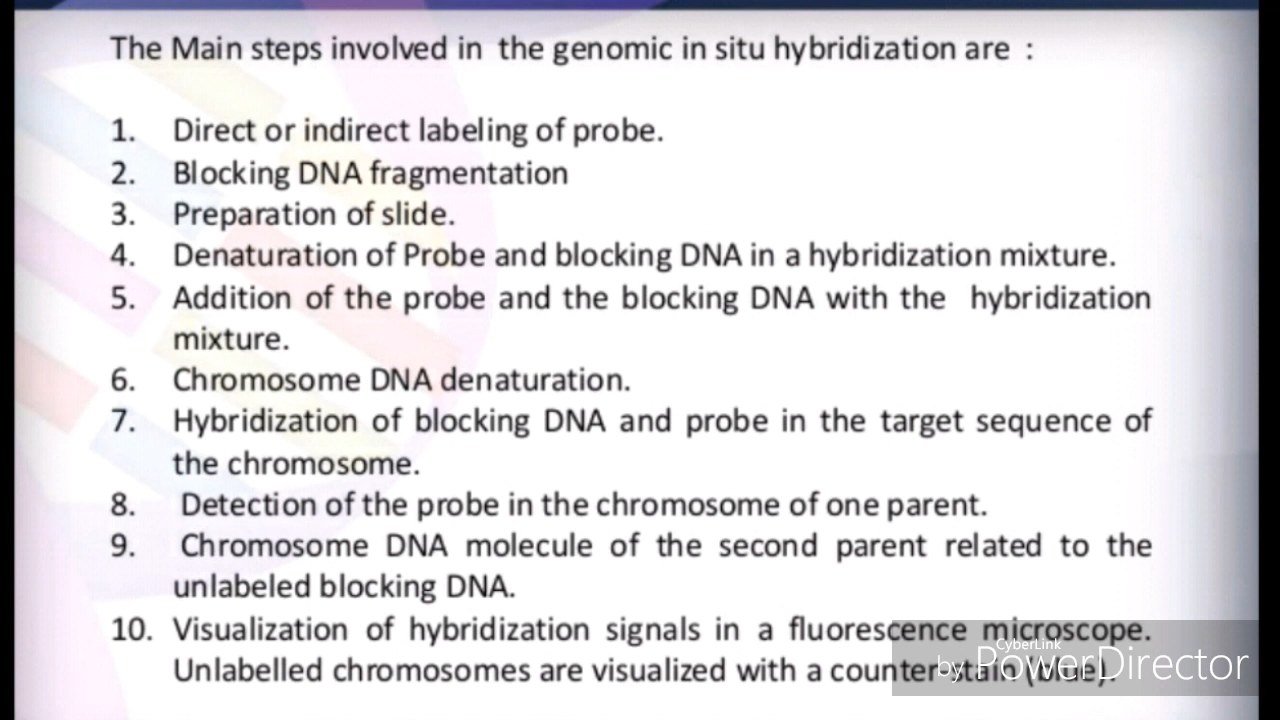 The Main steps involved in the genomic in situ hybridization are :
1. Direct or indirect labeling of probe.
2. Blocking DNA fragmentation
3. Preparation of slide.
4. Denaturation of Probe and blocking DNA in a hybridization mixture.
5. Addition of the probe and the blocking DNA with the hybridization
mixture.
6. Chromosome DNA denaturation.
7. Hybridization of blocking DNA and probe in the target sequence of
the chromosome.
8. Detection of the probe in the chromosome of one parent.
9. Chromosome DNA molecule of the second parent related to the
unlabeled blocking DNA.
10. Visualization of hybridization signals in a fluorescence microscope.
Unlabelled chromosomes are visualized with a counter stain (blue).
CyberLink
by PowerDirector